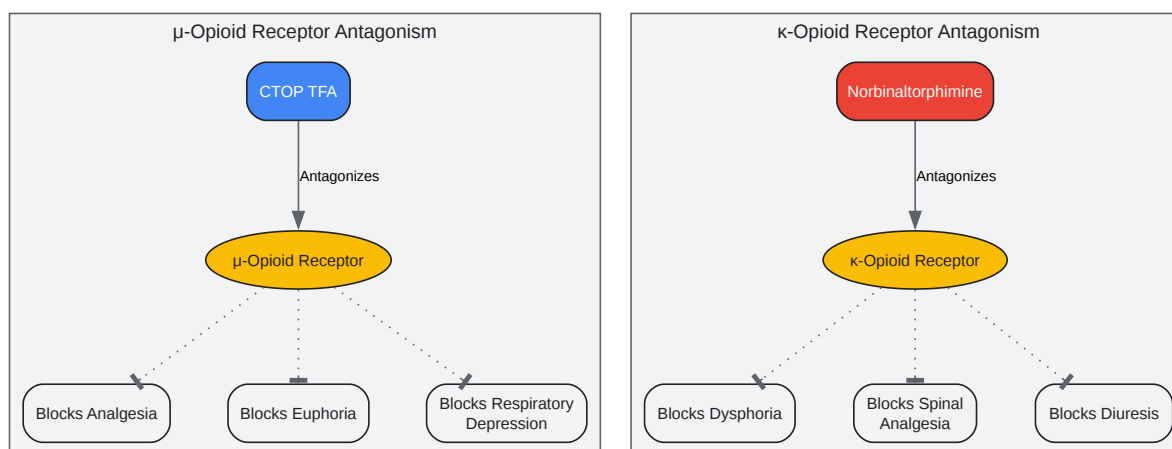 μ-Opioid Receptor Antagonism
CTOP TFA
Antagonizes
μ-Opioid Receptor
Blocks Analgesia
Blocks Euphoria
Blocks Respiratory
Depression
κ-Opioid Receptor Antagonism
Norbinaltorphimine
Antagonizes
κ-Opioid Receptor
Blocks Dysphoria
Blocks Spinal
Analgesia
Blocks Diuresis